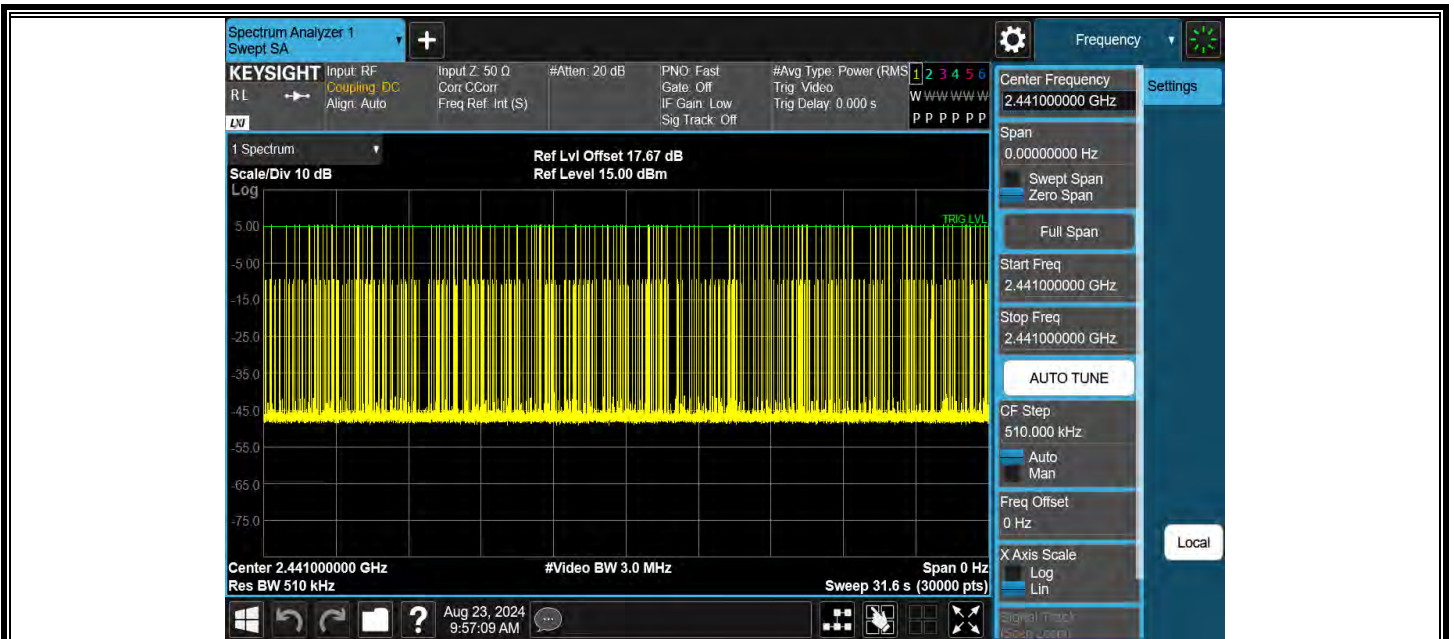 Spectrum Analyzer 1
Swept SA
+
Frequency
KEYSIGHT
RL
LXI
Input: RF
Coupling: DC
Align: Auto
Input Z: 50 Ω
Corr CCorr
Freq Ref: Int (S)
#Atten: 20 dB
PNO: Fast
Gate: Off
IF Gain: Low
Sig Track: Off
#Avg Type: Power (RMS
Trig: Video
Trig Delay: 0.000 s
1 2 3 4 5 6
W W W W W W
P P P P P P
1 Spectrum
Scale/Div 10 dB
Log
Ref Lvl Offset 17.67 dB
Ref Level 15.00 dBm
TRIG LVL
5.00
-5.00
-15.0
-25.0
-35.0
-45.0
-55.0
-65.0
-75.0
Center 2.441000000 GHz
Res BW 510 kHz
#Video BW 3.0 MHz
Span 0 Hz
Sweep 31.6 s (30000 pts)
Center Frequency
2.441000000 GHz
Settings
Span
0.00000000 Hz
Swept Span
Zero Span
Full Span
Start Freq
2.441000000 GHz
Stop Freq
2.441000000 GHz
AUTO TUNE
CF Step
510.000 kHz
Auto
Man
Freq Offset
0 Hz
X Axis Scale
Log
Lin
Signal Track
(Span Zoom)
Local
?
Aug 23, 2024
9:57:09 AM